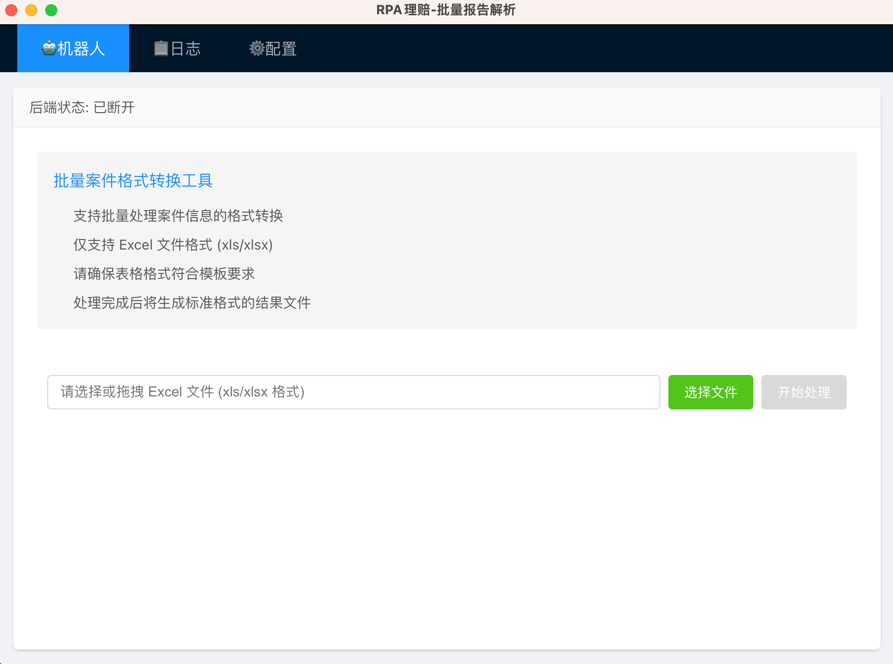 RPA理赔-批量报告解析
机器人 日志 配置
后端状态: 已断开
批量案件格式转换工具
支持批量处理案件信息的格式转换
仅支持 Excel 文件格式 (xls/xlsx)
请确保表格格式符合模板要求
处理完成后将生成标准格式的结果文件
请选择或拖拽 Excel 文件 (xls/xlsx 格式) 选择文件 开始处理